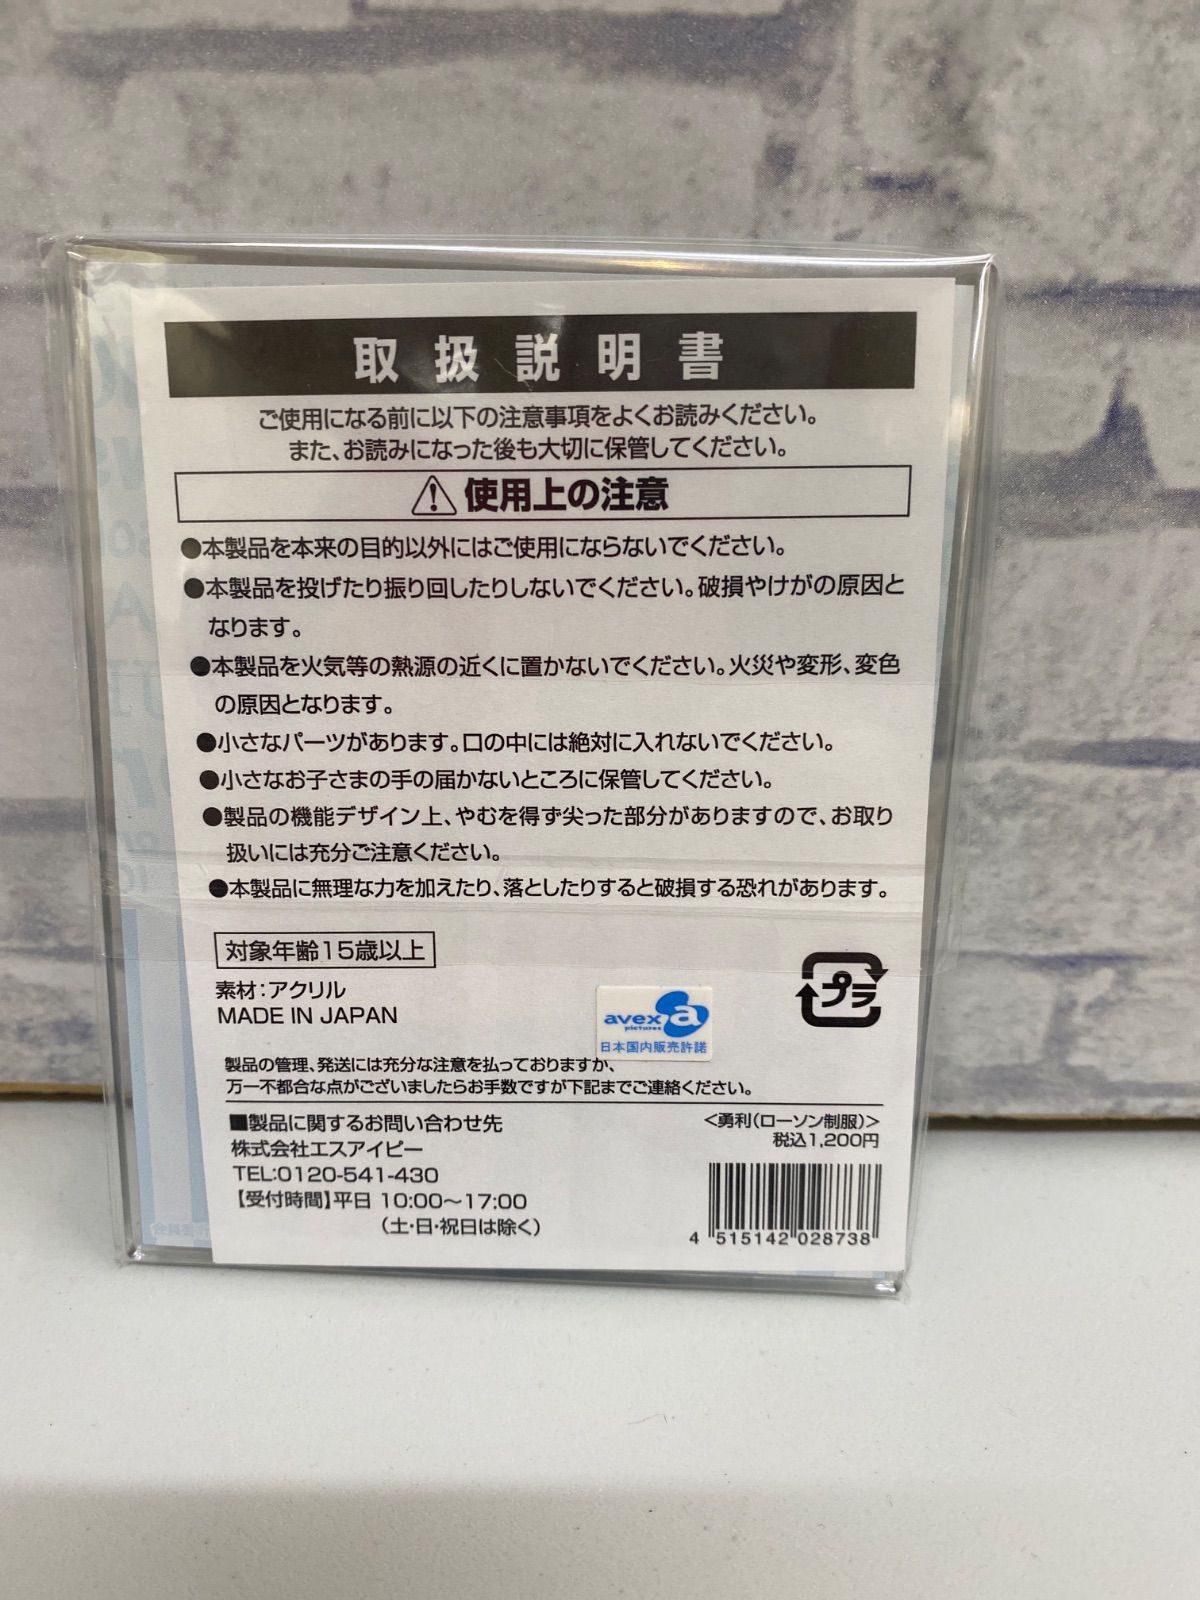 取扱説明書
ご使用になる前に以下の注意事項をよくお読みください。
また、お読みになった後も大切に保管してください。
使用上の注意
●本製品を本来の目的以外にはご使用にならないでください。
●本製品を投げたり振り回したりしないでください。破損やけがの原因と
なります。
●本製品を火気等の熱源の近くに置かないでください。火災や変形、変色
の原因となります。
●小さなパーツがあります。口の中には絶対に入れないでください。
●小さなお子さまの手の届かないところに保管してください。
●製品の機能デザイン上、やむを得ず尖った部分がありますので、お取り
扱いには充分ご注意ください。
●本製品に無理な力を加えたり、落としたりすると破損する恐れがあります。
対象年齢15歳以上
素材：アクリル
MADE IN JAPAN
プラ
avex a
pictures
日本国内販売許諾
製品の管理、発送には充分な注意を払っておりますが、
万一不都合な点がございましたらお手数ですが下記までご連絡ください。
■製品に関するお問い合わせ先
株式会社エスアイピー
TEL:0120-541-430
【受付時間】平日 10:00〜17:00
（土・日・祝日は除く）
＜勇利（ローソン制服）＞
税込1,200円
4 515142 028738